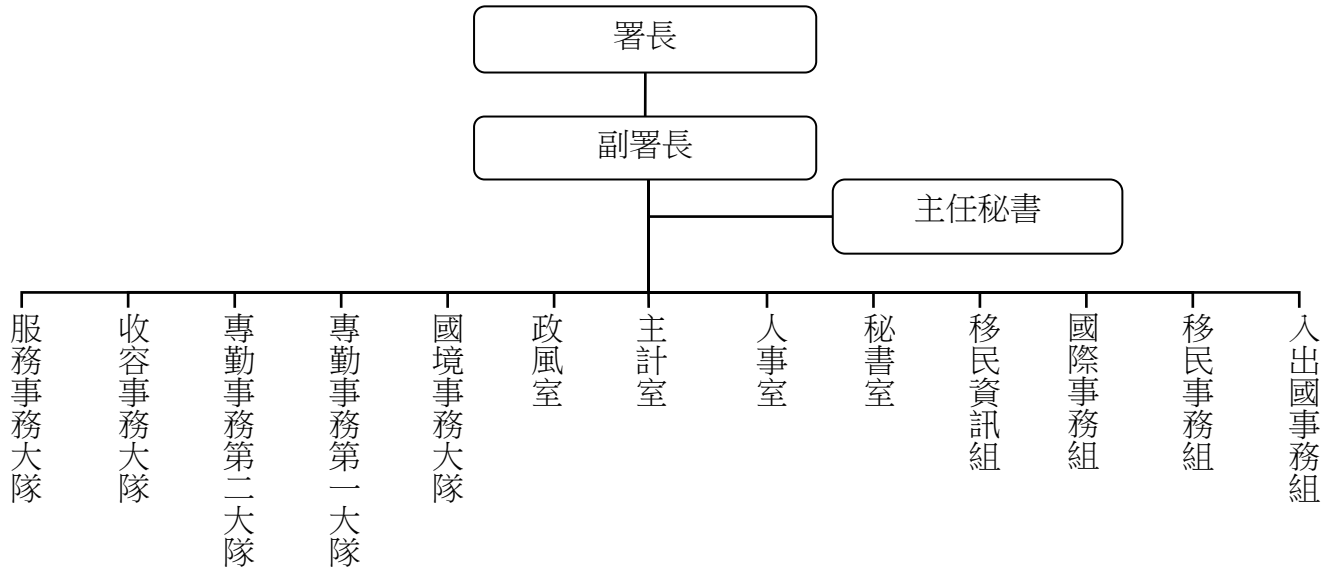 署長
副署長
主任秘書
入出國事務組
移民事務組
國際事務組
移民資訊組
秘書室
人事室
主計室
政風室
國境事務大隊
專勤事務第一大隊
專勤事務第二大隊
收容事務大隊
服務事務大隊